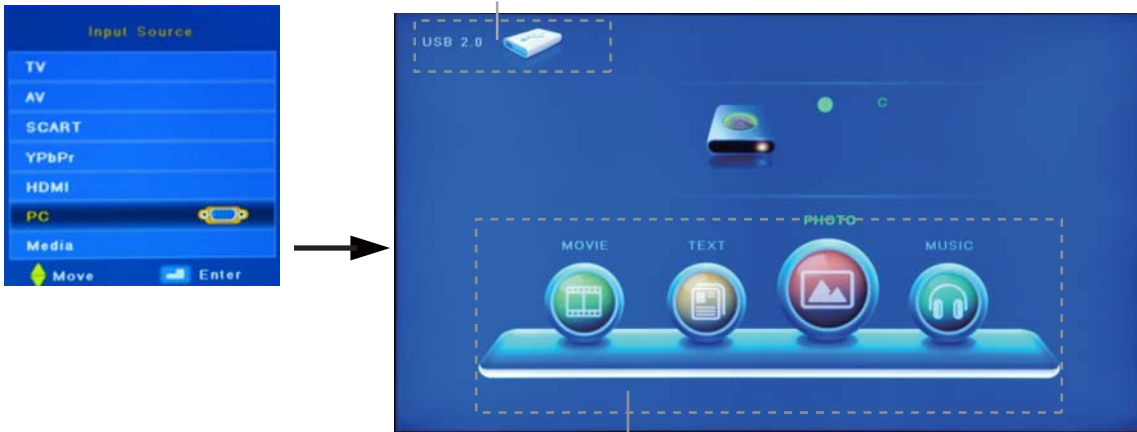 Input Source
TV
AV
SCART
YPbPr
HDMI
PC
Media
Move Enter
USB 2.0
C
PHOTO
MOVIE TEXT MUSIC